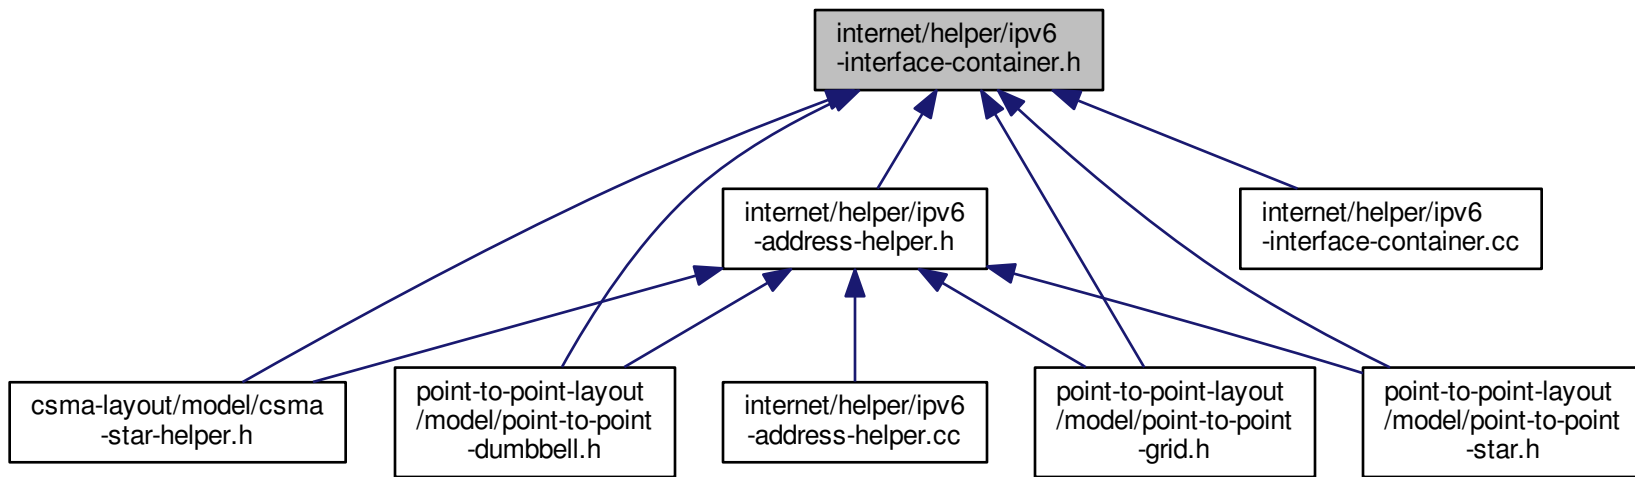 internet/helper/ipv6
-interface-container.h
internet/helper/ipv6
-address-helper.h
internet/helper/ipv6
-interface-container.cc
csma-layout/model/csma
-star-helper.h
point-to-point-layout
/model/point-to-point
-dumbbell.h
internet/helper/ipv6
-address-helper.cc
point-to-point-layout
/model/point-to-point
-grid.h
point-to-point-layout
/model/point-to-point
-star.h